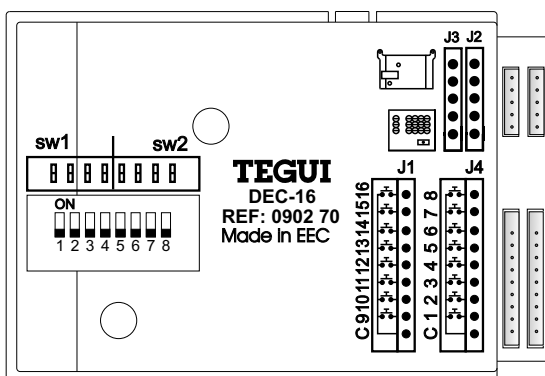 J3 J2
sw1 sw2
ON
1 2 3 4 5 6 7 8
TEGUI
DEC-16
REF: 0902 70
Made in EEC
J1
C 9 10 11 12 13 14 15 16
J4
C 1 2 3 4 5 6 7 8